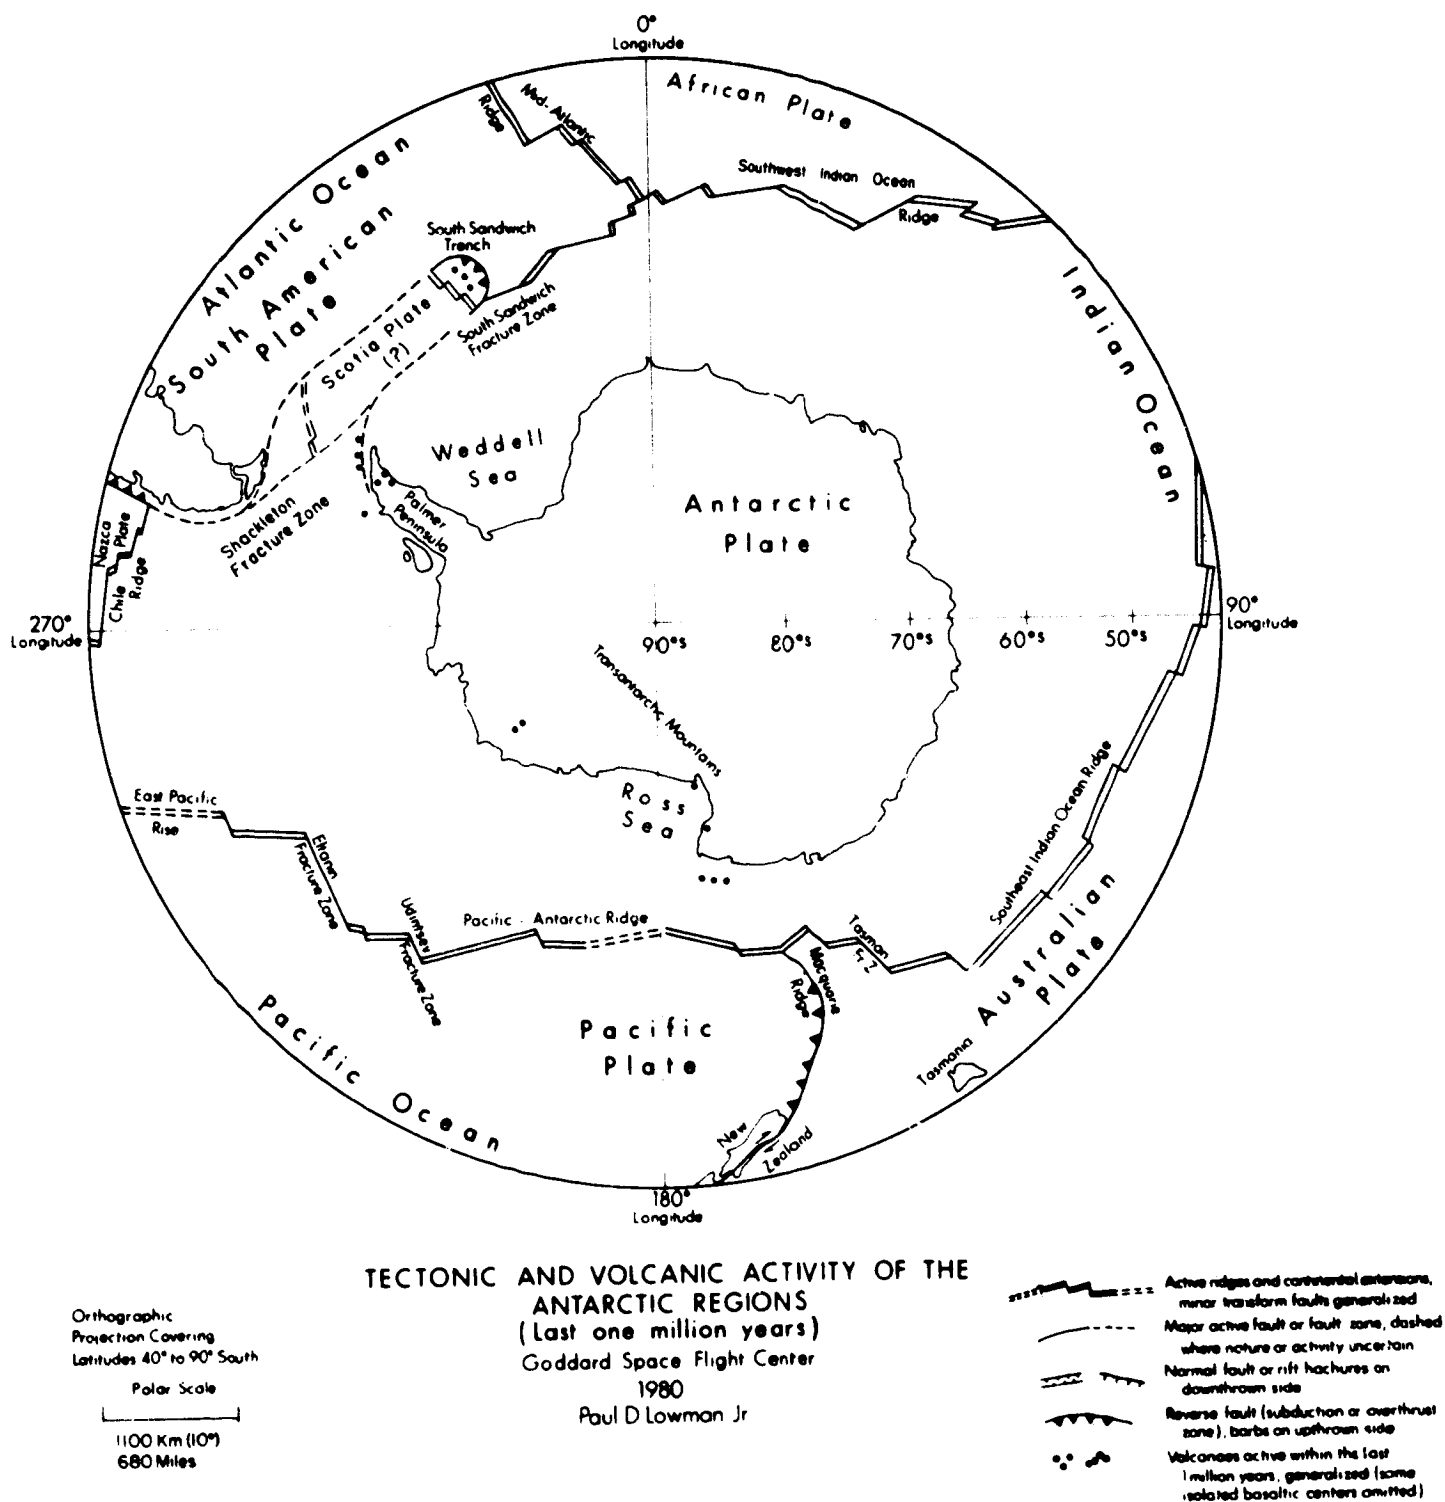 0°
Longitude
African Plate
Mid-Atlantic
Ridge
Southwest Indian Ocean
Ridge
Atlantic Ocean
South American
Plate
South Sandwich
Trench
South Sandwich
Fracture Zone
Scotia Plate
(?)
Indian Ocean
Weddell
Sea
Antarctic
Plate
Palmer
Peninsula
Shackleton
Fracture Zone
Nazca
Plate
Chile
Ridge
270°
Longitude
90°
Longitude
90°S
80°S
70°S
60°S
50°S
Transantarctic Mountains
Ross
Sea
East Pacific
Rise
Eltanin
Fracture Zone
Udintsev
Fracture Zone
Pacific - Antarctic Ridge
Tasman
Fr Z
Macquarie
Ridge
Southeast Indian Ocean Ridge
Australian
Plate
Tasmania
Pacific
Plate
Pacific Ocean
New
Zealand
180°
Longitude
TECTONIC AND VOLCANIC ACTIVITY OF THE
ANTARCTIC REGIONS
(Last one million years)
Goddard Space Flight Center
1980
Paul D Lowman Jr
Orthographic
Projection Covering
Latitudes 40° to 90° South
Polar Scale
1100 Km (10°)
680 Miles
Active ridges and continental extensions,
minor transform faults generalized
Major active fault or fault zone, dashed
where nature or activity uncertain
Normal fault or rift hachures on
downthrown side
Reverse fault (subduction or overthrust
zone), barbs on upthrown side
Volcanoes active within the last
1 million years, generalized (some
isolated basaltic centers omitted)